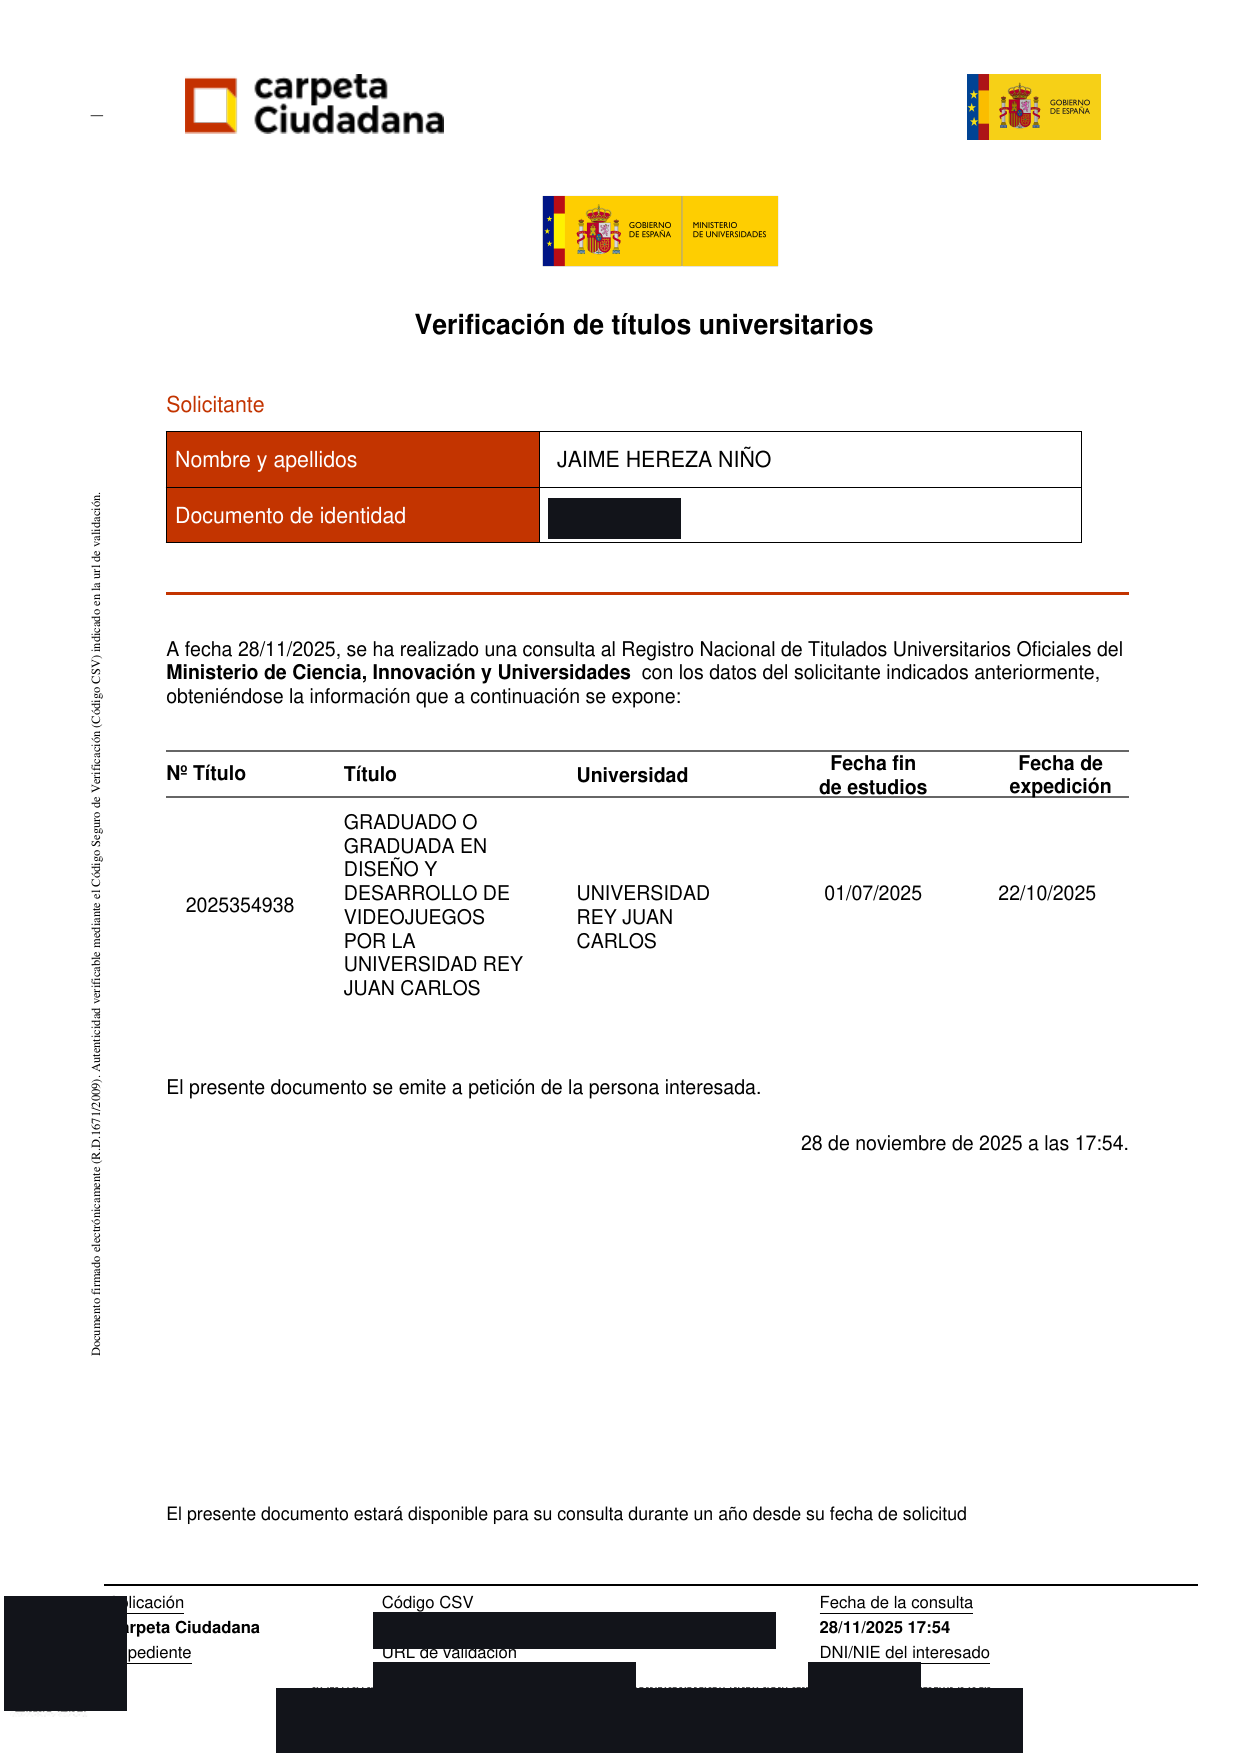 carpeta
Ciudadana
GOBIERNO
DE ESPAÑA
GOBIERNO
DE ESPAÑA
MINISTERIO
DE UNIVERSIDADES
Verificación de títulos universitarios
Solicitante
Nombre y apellidos JAIME HEREZA NIÑO
Documento de identidad
A fecha 28/11/2025, se ha realizado una consulta al Registro Nacional de Titulados Universitarios Oficiales del
Ministerio de Ciencia, Innovación y Universidades con los datos del solicitante indicados anteriormente,
obteniéndose la información que a continuación se expone:
Nº Título Título Universidad Fecha fin de estudios Fecha de expedición
2025354938
GRADUADO O
GRADUADA EN
DISEÑO Y
DESARROLLO DE
VIDEOJUEGOS
POR LA
UNIVERSIDAD REY
JUAN CARLOS
UNIVERSIDAD
REY JUAN
CARLOS
01/07/2025
22/10/2025
El presente documento se emite a petición de la persona interesada.
28 de noviembre de 2025 a las 17:54.
El presente documento estará disponible para su consulta durante un año desde su fecha de solicitud
Documento firmado electrónicamente (R.D.1671/2009). Autenticidad verificable mediante el Código Seguro de Verificación (Código CSV) indicado en la url de validación.
licación Código CSV Fecha de la consulta
arpeta Ciudadana 28/11/2025 17:54
pediente URL de validación DNI/NIE del interesado